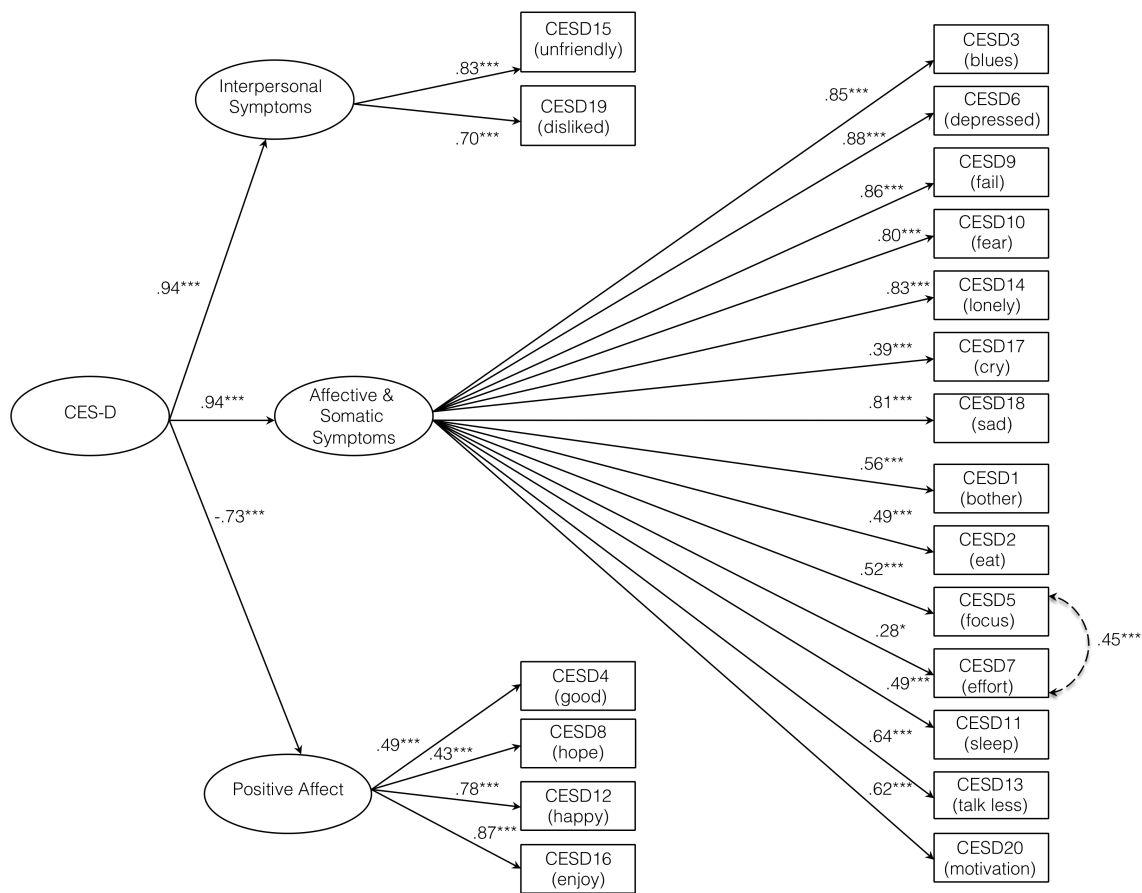 CESD15
(unfriendly)
.83***
Interpersonal
Symptoms
CESD19
(disliked)
.70***
.94***
CES-D
.94***
Affective &
Somatic
Symptoms
-.73***
Positive Affect
.49***
CESD4
(good)
.43***
CESD8
(hope)
.78***
CESD12
(happy)
.87***
CESD16
(enjoy)
.85***
CESD3
(blues)
.88***
CESD6
(depressed)
.86***
CESD9
(fail)
.80***
CESD10
(fear)
.83***
CESD14
(lonely)
.39***
CESD17
(cry)
.81***
CESD18
(sad)
.56***
CESD1
(bother)
.49***
CESD2
(eat)
.52***
CESD5
(focus)
.28*
CESD7
(effort)
.45***
.49***
CESD11
(sleep)
.64***
CESD13
(talk less)
.62***
CESD20
(motivation)